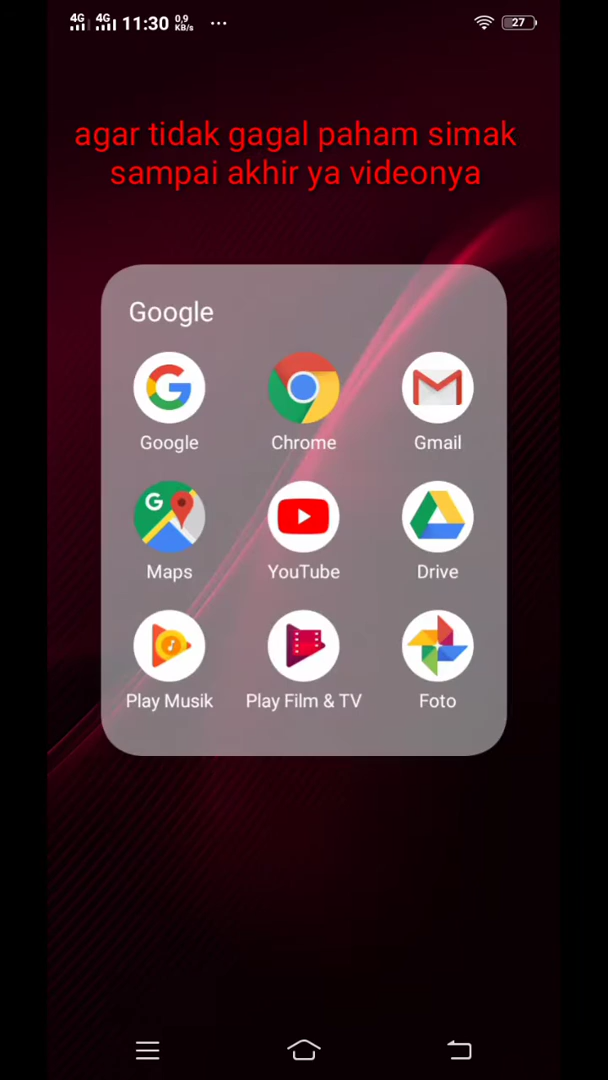 4G 4G 11:30 0,9 KB/s ... 27
agar tidak gagal paham simak
sampai akhir ya videonya
Google
Google Chrome Gmail
G
Maps YouTube Drive
Play Musik Play Film & TV Foto